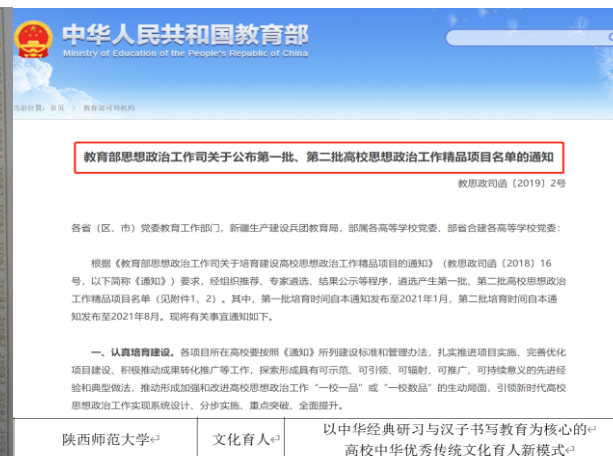 中华人民共和国教育部
Ministry of Education of the People's Republic of China
当前位置：首页 > 教育部司局机构
教育部思想政治工作司关于公布第一批、第二批高校思想政治工作精品项目名单的通知
教思政司函〔2019〕2号
各省（区、市）党委教育工作部门，新疆生产建设兵团教育局，部属各高等学校党委、部省合建各高等学校党委：
根据《教育部思想政治工作司关于培育建设高校思想政治工作精品项目的通知》（教思政司函〔2018〕16
号，以下简称《通知》）要求，经组织推荐、专家遴选、结果公示等程序，遴选产生第一批、第二批高校思想政治
工作精品项目名单（见附件1、2）。其中，第一批培育时间自本通知发布至2021年1月，第二批培育时间自本通
知发布至2021年8月。现将有关事宜通知如下。
一、认真培育建设。各项目所在高校要按照《通知》所列建设标准和管理办法，扎实推进项目实施、完善优化
项目建设、积极推动成果转化推广等工作，探索形成具有可示范、可引领、可辐射、可推广、可持续意义的先进经
验和典型做法，推动形成加强和改进高校思想政治工作“一校一品”或“一校数品”的生动局面，引领新时代高校
思想政治工作实现系统设计、分步实施、重点突破、全面提升。
陕西师范大学 文化育人 以中华经典研习与汉子书写教育为核心的
高校中华优秀传统文化育人新模式